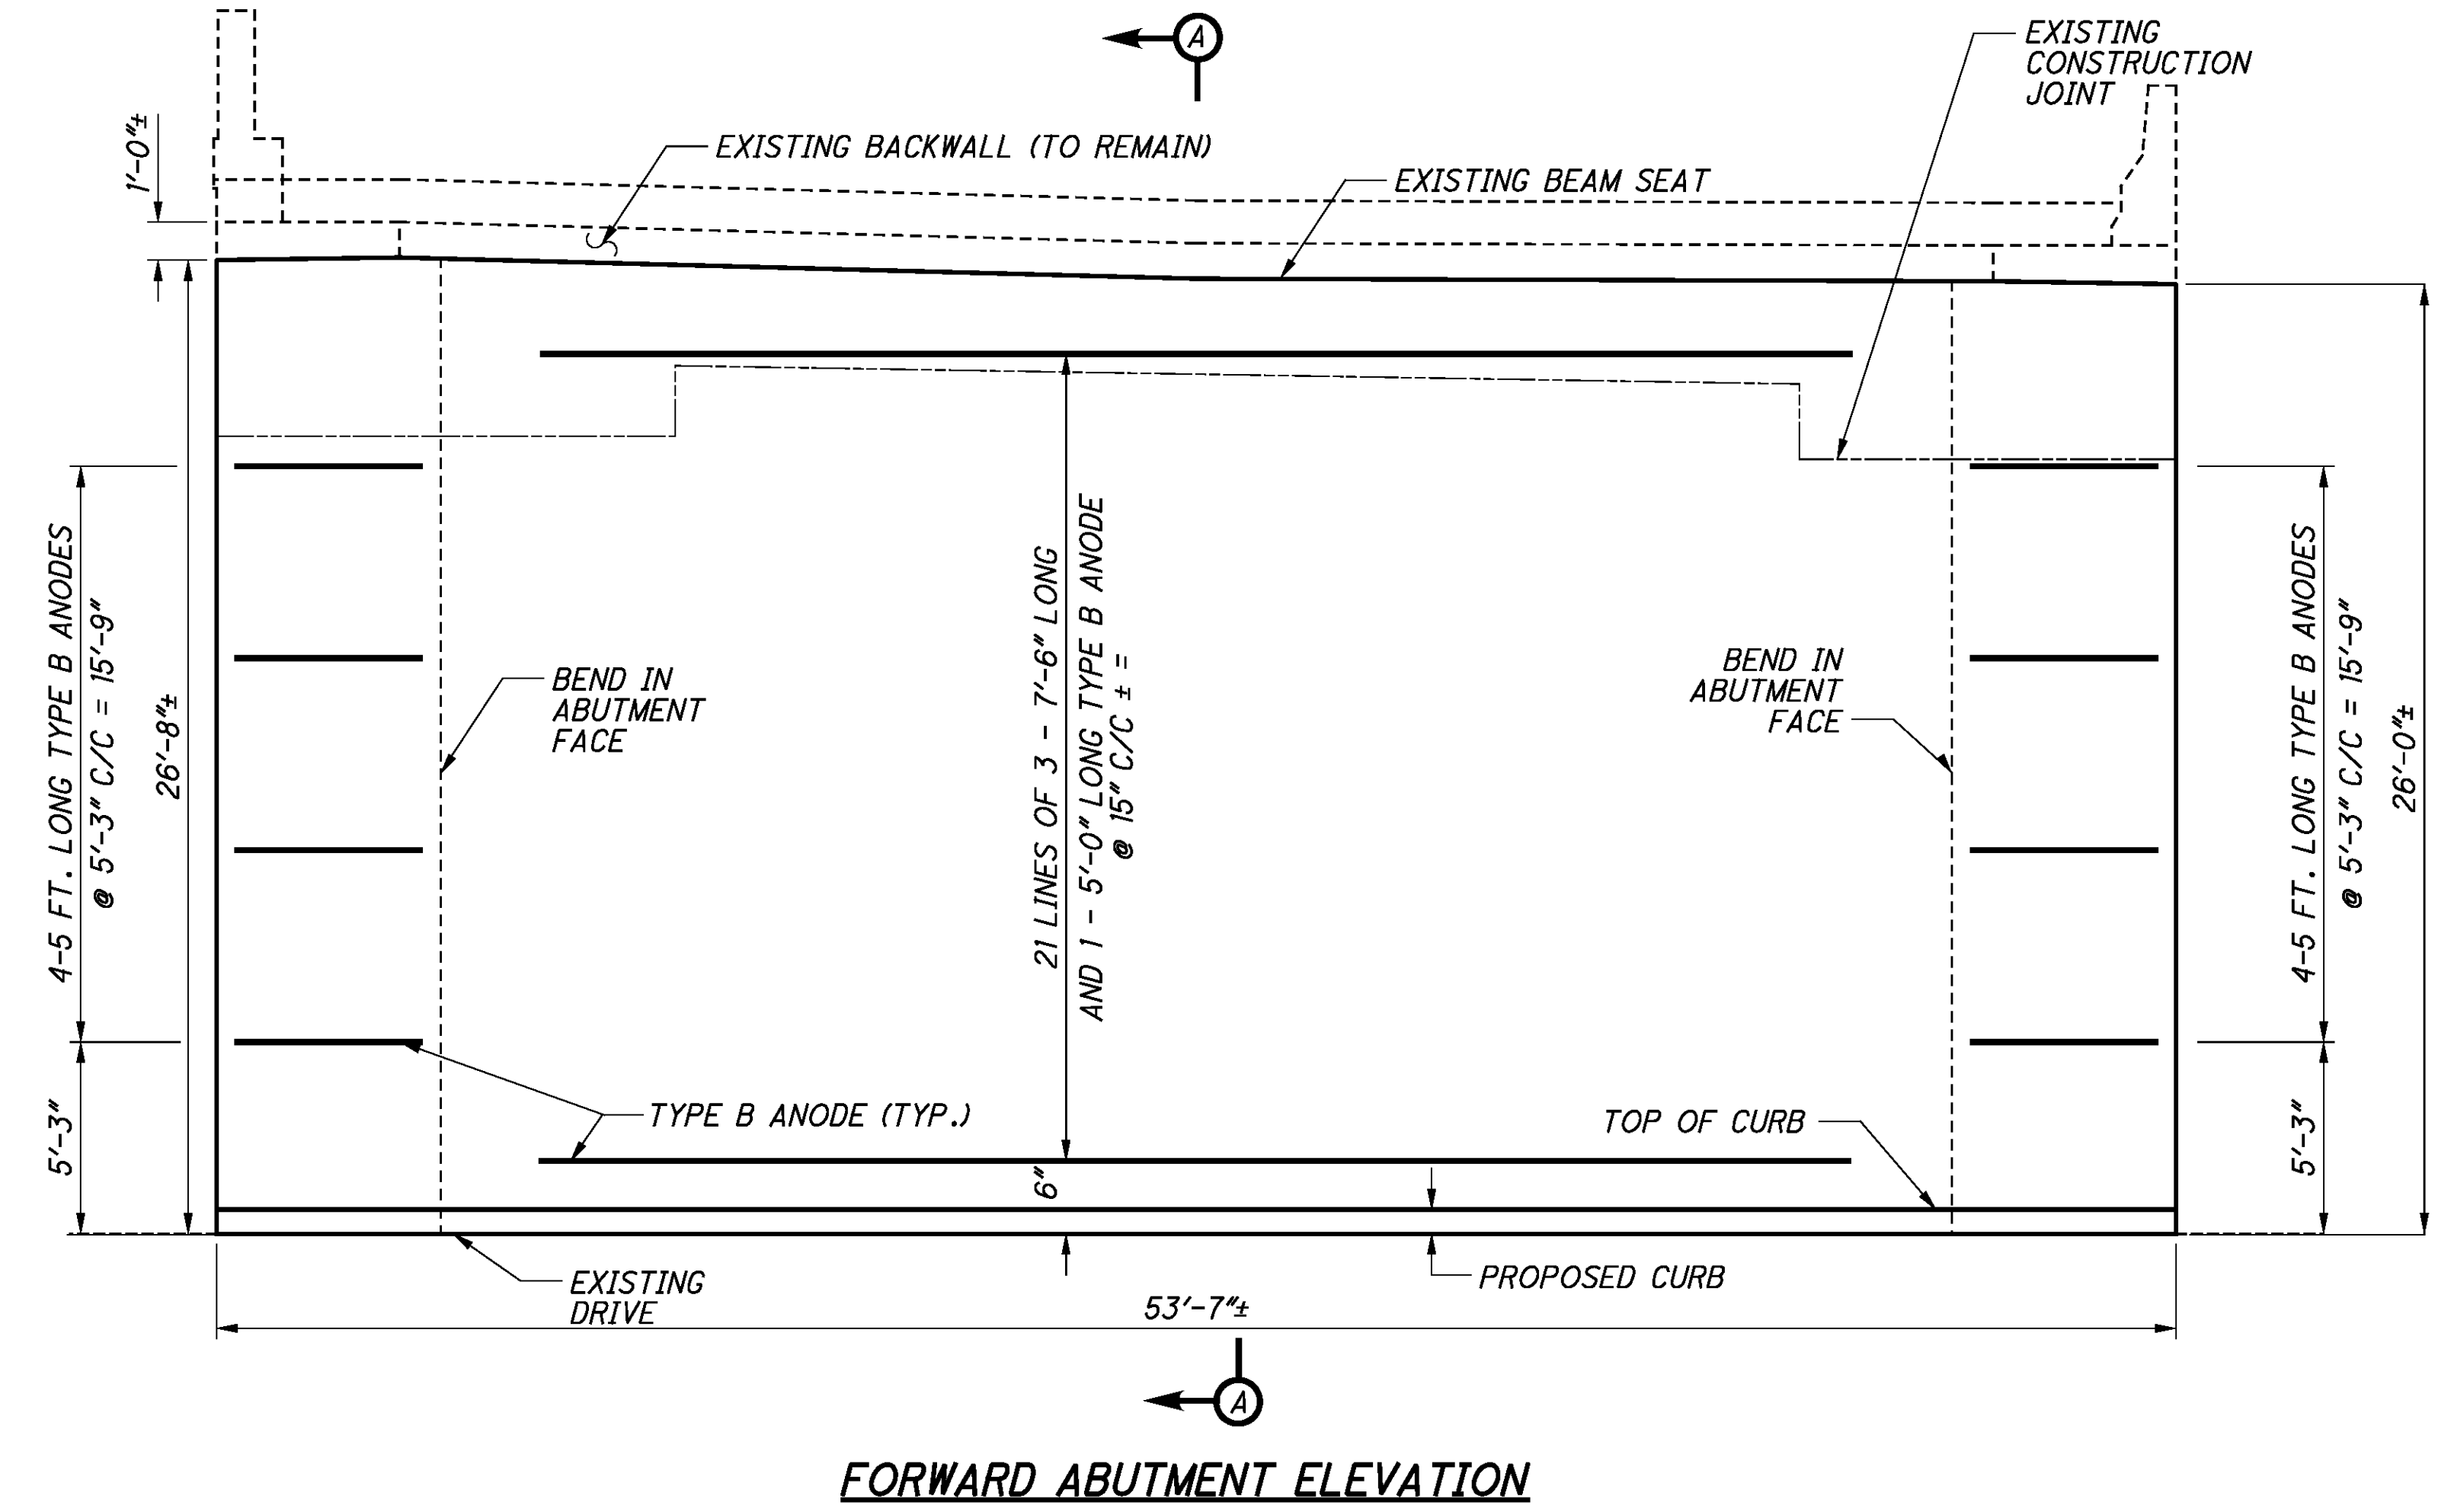 A
EXISTING
CONSTRUCTION
JOINT
1'-0"±
EXISTING BACKWALL (TO REMAIN)
EXISTING BEAM SEAT
4-5 FT. LONG TYPE B ANODES
@ 5'-3" C/C = 15'-9"
26'-8"±
BEND IN
ABUTMENT
FACE
21 LINES OF 3 - 7'-6" LONG
AND 1 - 5'-0" LONG TYPE B ANODE
@ 15" C/C ± =
BEND IN
ABUTMENT
FACE
4-5 FT. LONG TYPE B ANODES
@ 5'-3" C/C = 15'-9"
26'-0"±
5'-3"
TYPE B ANODE (TYP.)
6"
TOP OF CURB
5'-3"
EXISTING
DRIVE
PROPOSED CURB
53'-7"±
A
FORWARD ABUTMENT ELEVATION